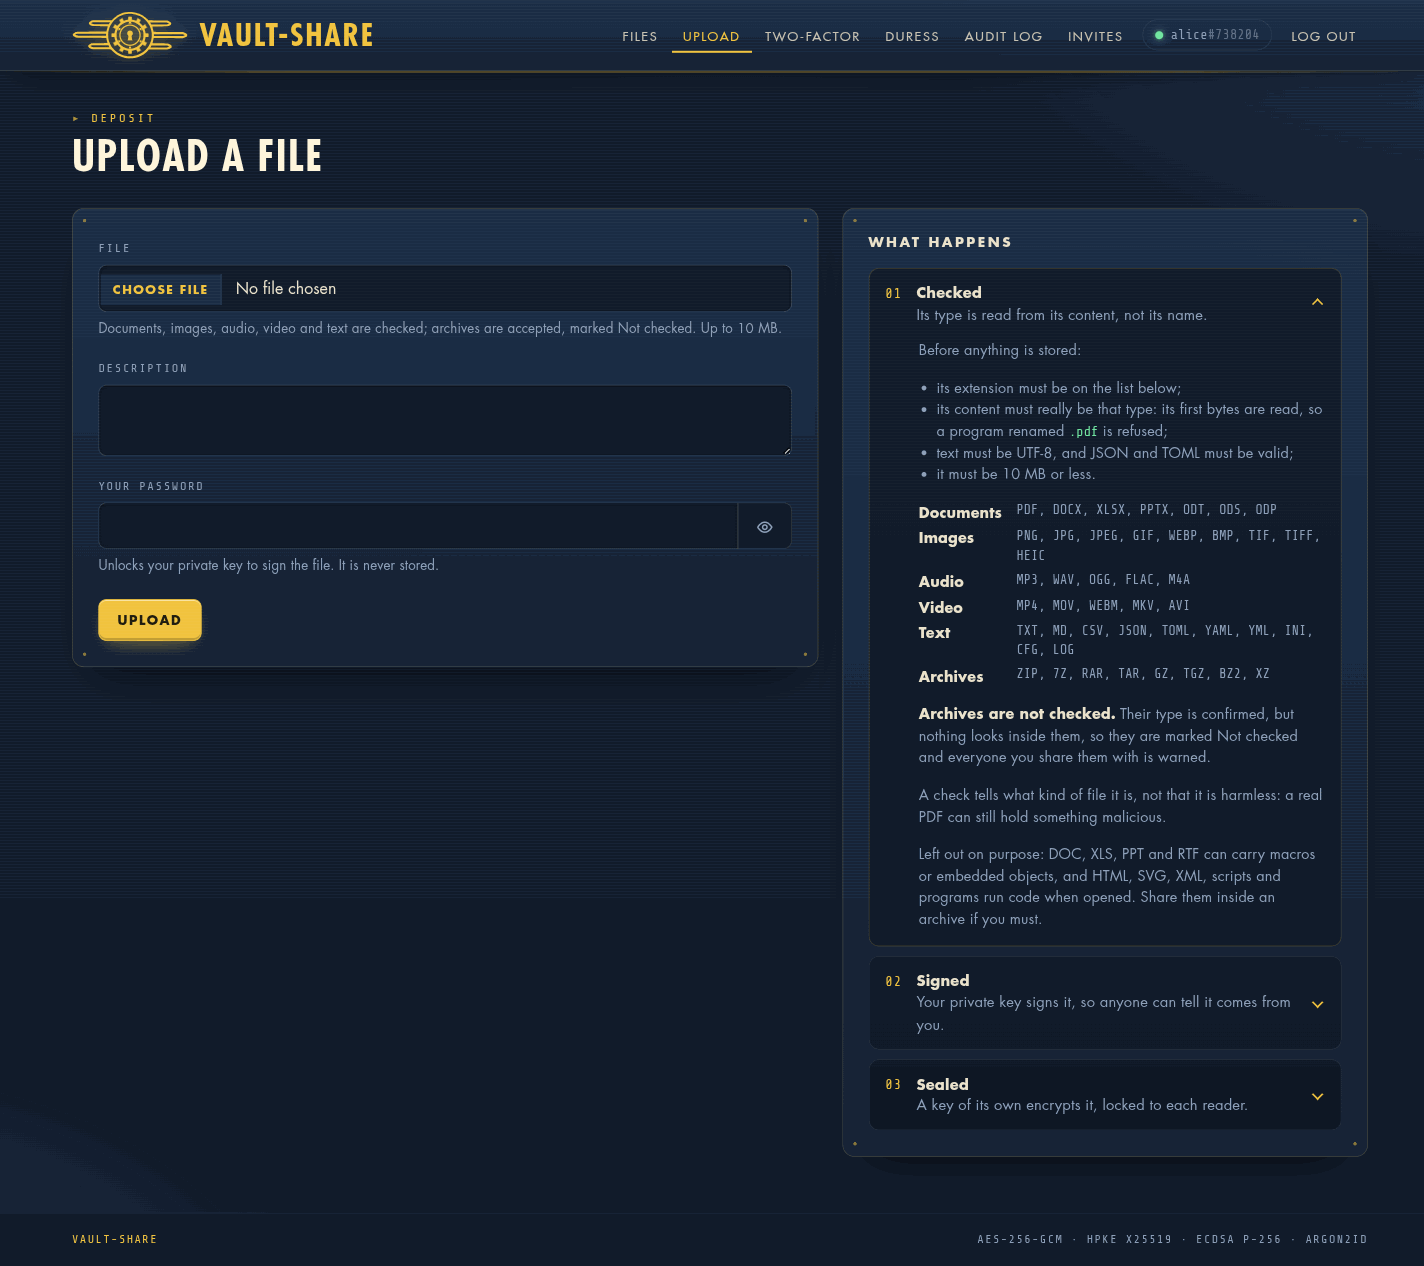 VAULT-SHARE
FILES UPLOAD TWO-FACTOR DURESS AUDIT LOG INVITES alice#738204 LOG OUT
▸ DEPOSIT
UPLOAD A FILE
FILE
CHOOSE FILE No file chosen
Documents, images, audio, video and text are checked; archives are accepted, marked Not checked. Up to 10 MB.
DESCRIPTION
YOUR PASSWORD
Unlocks your private key to sign the file. It is never stored.
UPLOAD
WHAT HAPPENS
01 Checked
Its type is read from its content, not its name.
Before anything is stored:
• its extension must be on the list below;
• its content must really be that type: its first bytes are read, so
a program renamed .pdf is refused;
• text must be UTF-8, and JSON and TOML must be valid;
• it must be 10 MB or less.
Documents PDF, DOCX, XLSX, PPTX, ODT, ODS, ODP
Images PNG, JPG, JPEG, GIF, WEBP, BMP, TIF, TIFF,
HEIC
Audio MP3, WAV, OGG, FLAC, M4A
Video MP4, MOV, WEBM, MKV, AVI
Text TXT, MD, CSV, JSON, TOML, YAML, YML, INI,
CFG, LOG
Archives ZIP, 7Z, RAR, TAR, GZ, TGZ, BZ2, XZ
Archives are not checked. Their type is confirmed, but
nothing looks inside them, so they are marked Not checked
and everyone you share them with is warned.
A check tells what kind of file it is, not that it is harmless: a real
PDF can still hold something malicious.
Left out on purpose: DOC, XLS, PPT and RTF can carry macros
or embedded objects, and HTML, SVG, XML, scripts and
programs run code when opened. Share them inside an
archive if you must.
02 Signed
Your private key signs it, so anyone can tell it comes from
you.
03 Sealed
A key of its own encrypts it, locked to each reader.
VAULT-SHARE
AES-256-GCM · HPKE X25519 · ECDSA P-256 · ARGON2ID